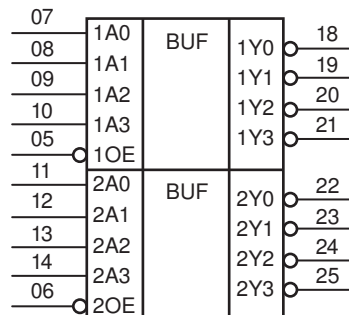 07 1A0 BUF 1Y0 18
08 1A1 1Y1 19
09 1A2 1Y2 20
10 1A3 1Y3 21
05 1OE
11 2A0 BUF 2Y0 22
12 2A1 2Y1 23
13 2A2 2Y2 24
14 2A3 2Y3 25
06 2OE